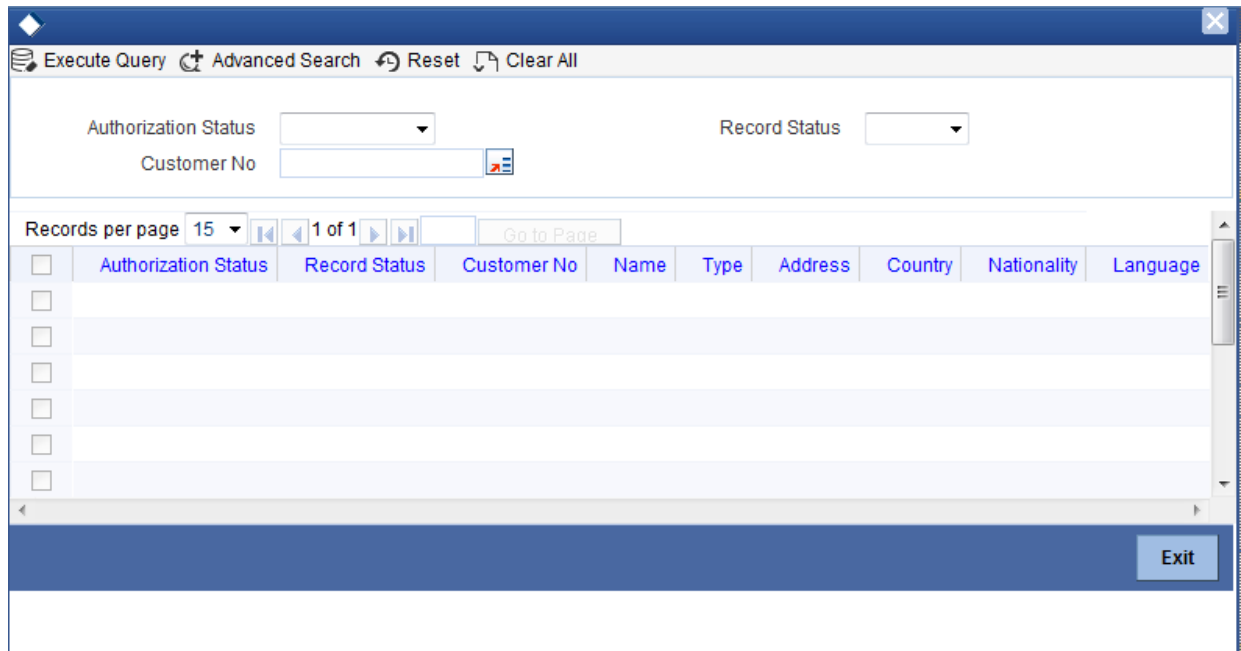 Execute Query Advanced Search Reset Clear All
Authorization Status Record Status
Customer No
Records per page 15 1 of 1 Go to Page
Authorization Status Record Status Customer No Name Type Address Country Nationality Language
Exit